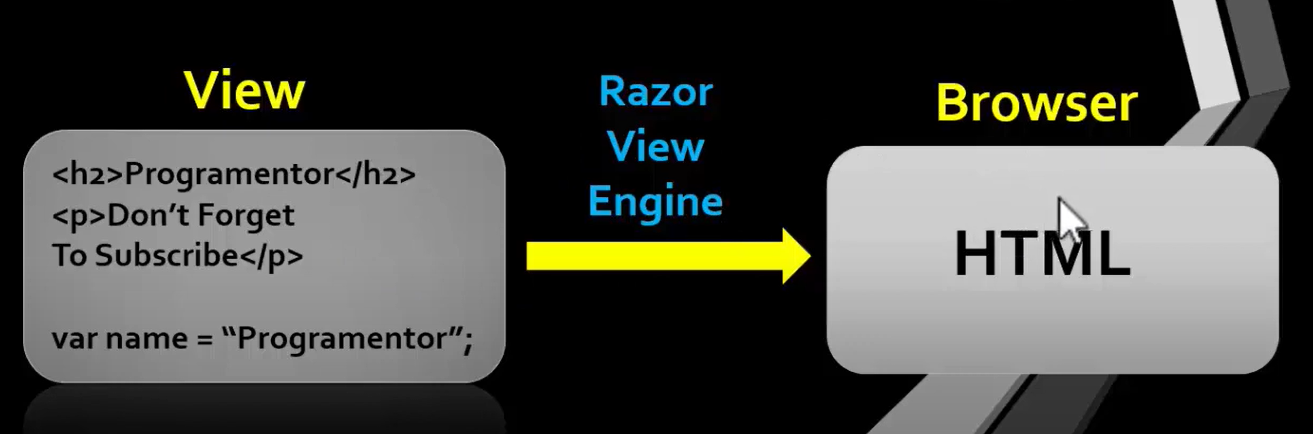 View
<h2>Programentor</h2>
<p>Don’t Forget
To Subscribe</p>
var name = “Programentor”;
Razor
View
Engine
Browser
HTML